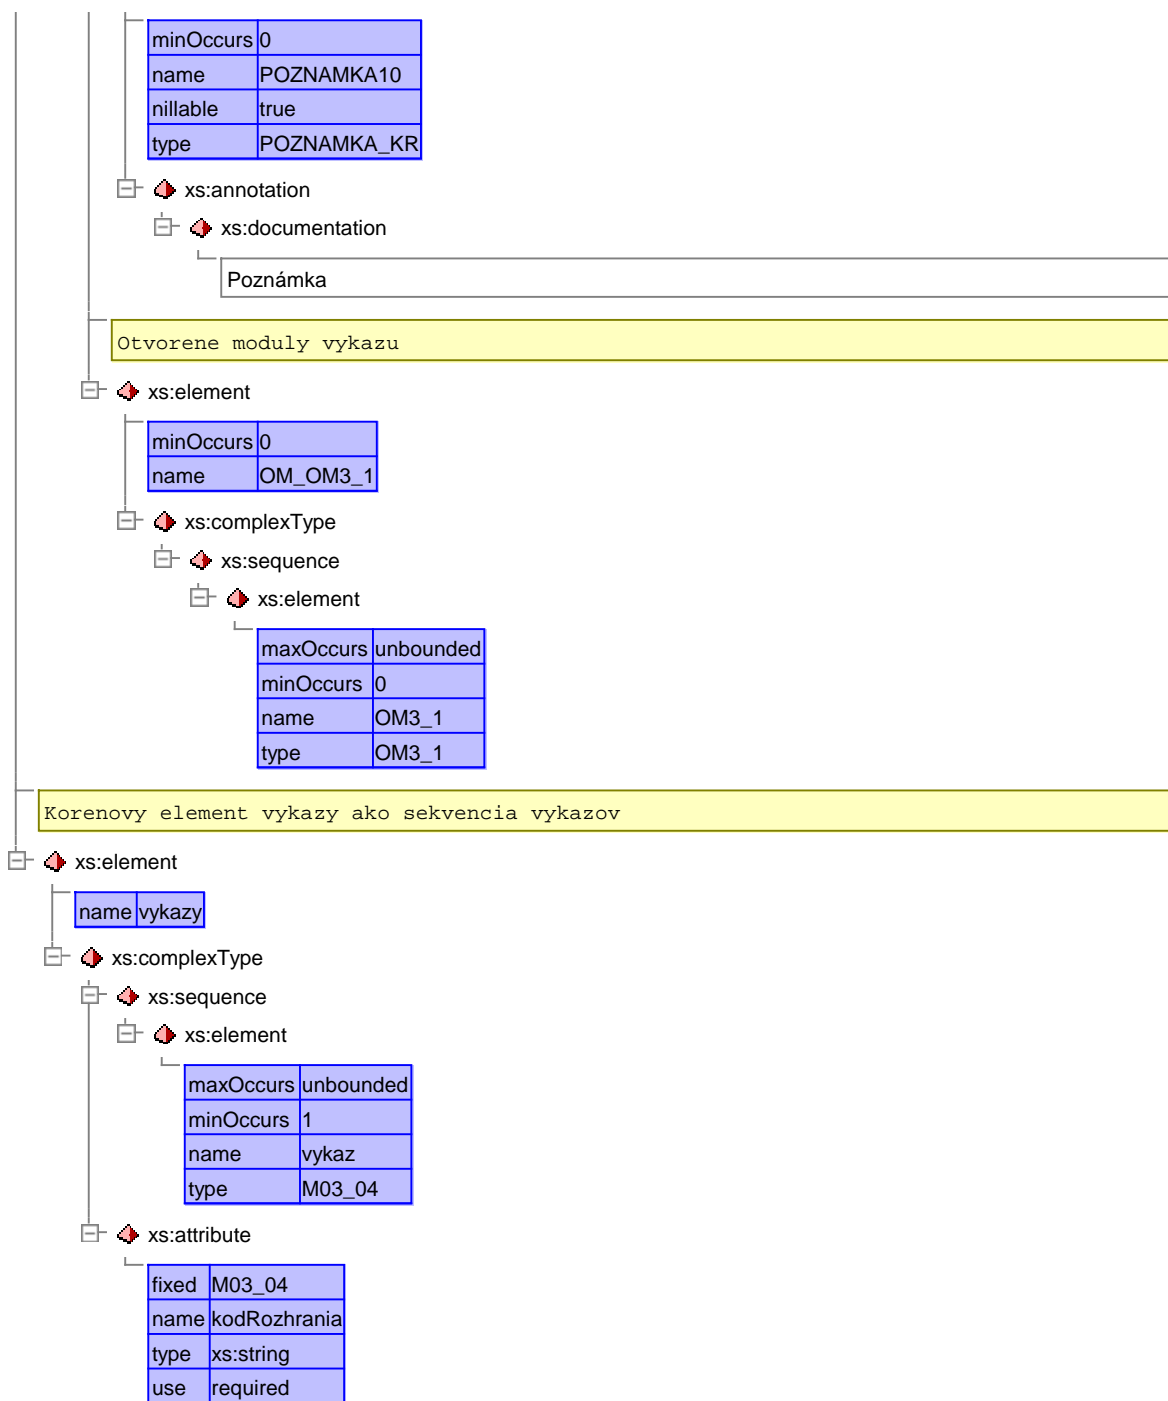 minOccurs 0
name POZNAMKA10
nillable true
type POZNAMKA_KR
xs:annotation
xs:documentation
Poznámka
Otvorene moduly vykazu
xs:element
minOccurs 0
name OM_OM3_1
xs:complexType
xs:sequence
xs:element
maxOccurs unbounded
minOccurs 0
name OM3_1
type OM3_1
Korenovy element vykazy ako sekvencia vykazov
xs:element
name vykazy
xs:complexType
xs:sequence
xs:element
maxOccurs unbounded
minOccurs 1
name vykaz
type M03_04
xs:attribute
fixed M03_04
name kodRozhrania
type xs:string
use required